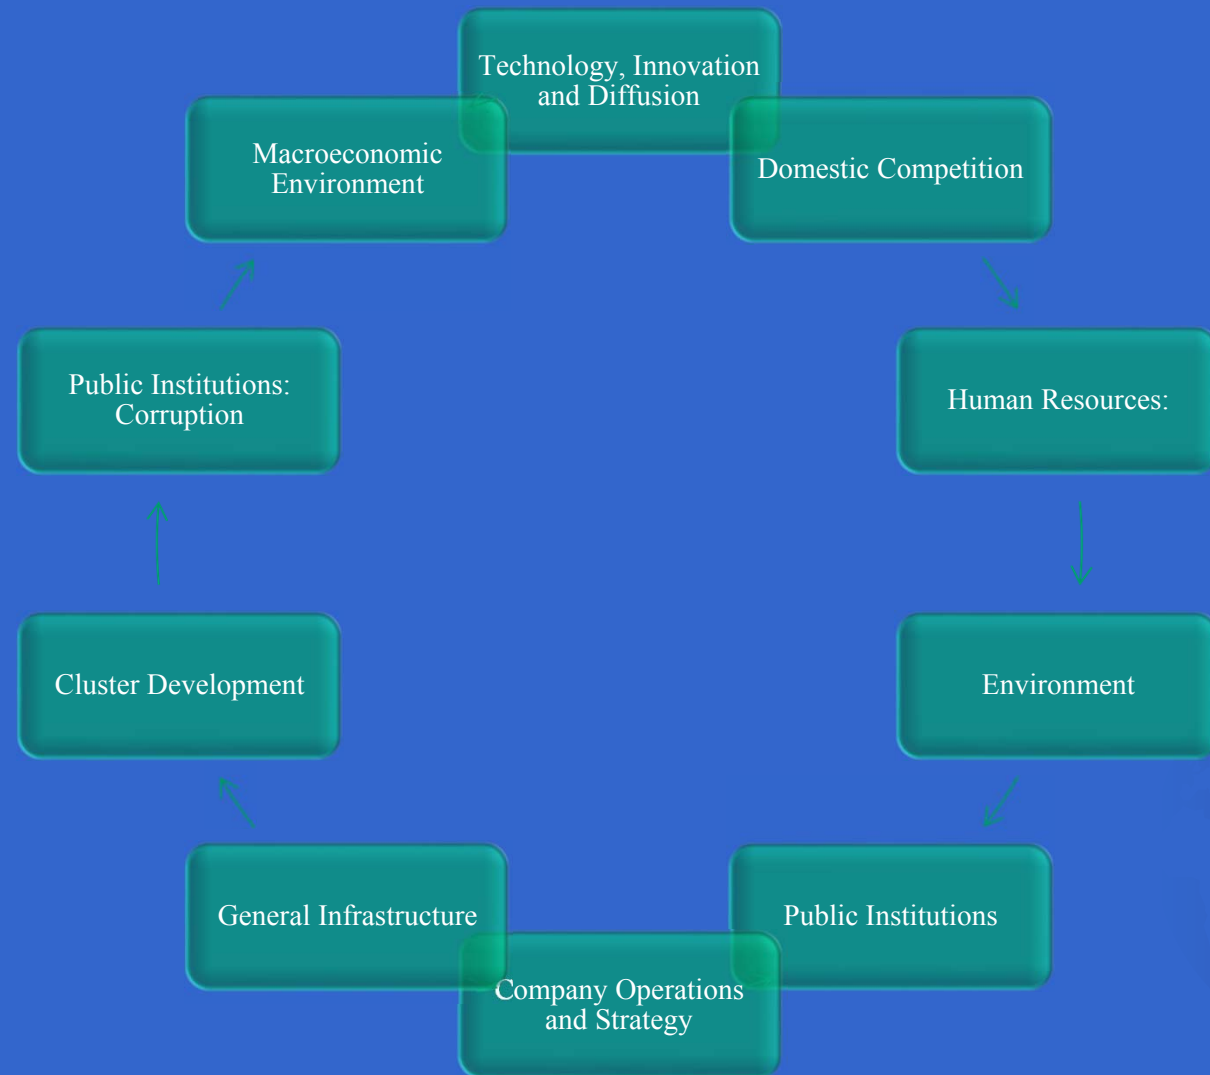 Technology, Innovation
and Diffusion
Domestic Competition
Human Resources:
Environment
Public Institutions
Company Operations
and Strategy
General Infrastructure
Cluster Development
Public Institutions:
Corruption
Macroeconomic
Environment